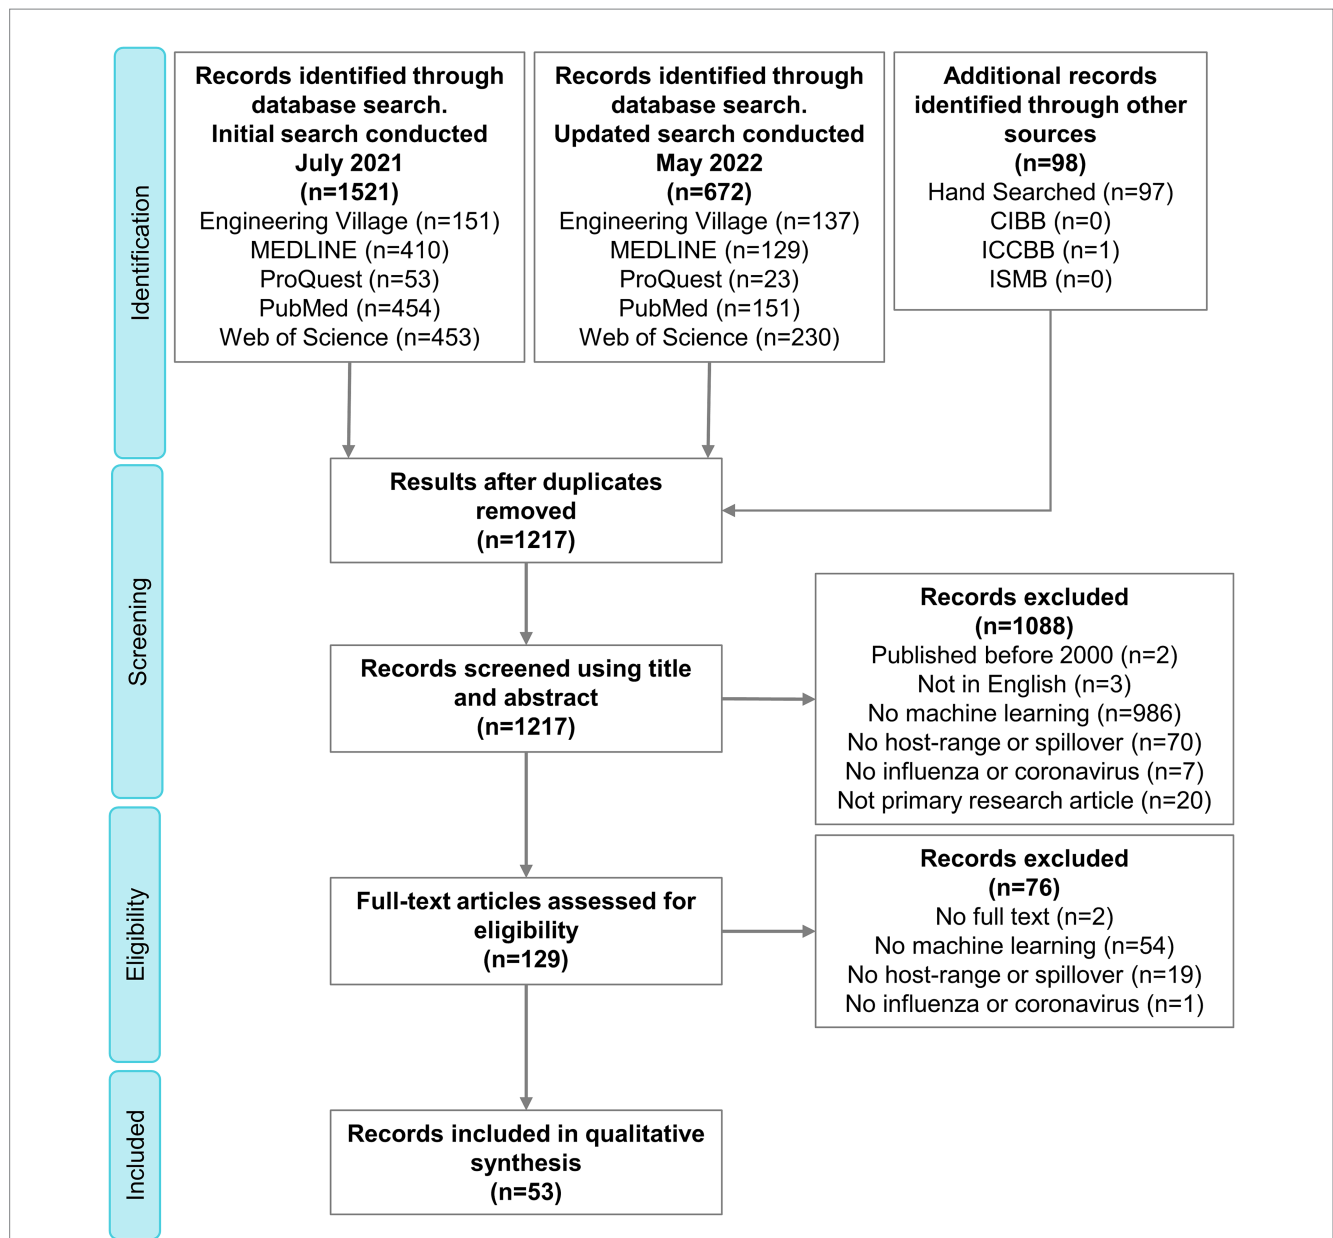 Identification
Records identified through
database search.
Initial search conducted
July 2021
(n=1521)
Engineering Village (n=151)
MEDLINE (n=410)
ProQuest (n=53)
PubMed (n=454)
Web of Science (n=453)
Records identified through
database search.
Updated search conducted
May 2022
(n=672)
Engineering Village (n=137)
MEDLINE (n=129)
ProQuest (n=23)
PubMed (n=151)
Web of Science (n=230)
Additional records
identified through other
sources
(n=98)
Hand Searched (n=97)
CIBB (n=0)
ICCBB (n=1)
ISMB (n=0)
Screening
Results after duplicates
removed
(n=1217)
Records screened using title
and abstract
(n=1217)
Records excluded
(n=1088)
Published before 2000 (n=2)
Not in English (n=3)
No machine learning (n=986)
No host-range or spillover (n=70)
No influenza or coronavirus (n=7)
Not primary research article (n=20)
Eligibility
Full-text articles assessed for
eligibility
(n=129)
Records excluded
(n=76)
No full text (n=2)
No machine learning (n=54)
No host-range or spillover (n=19)
No influenza or coronavirus (n=1)
Included
Records included in qualitative
synthesis
(n=53)